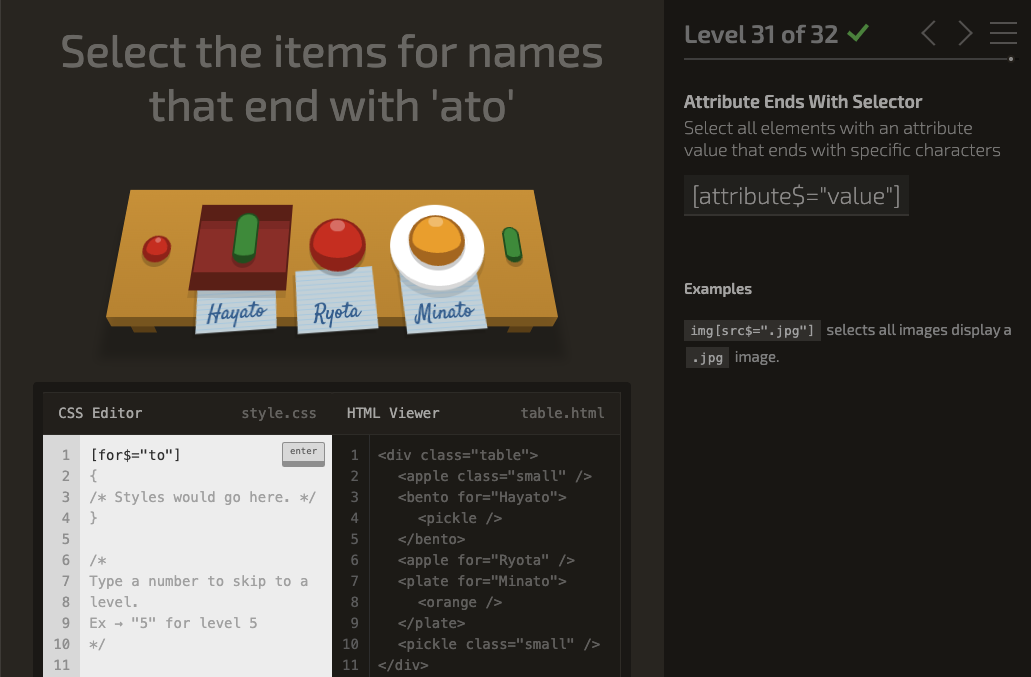 Select the items for names
that end with 'ato'
Hayato
Ryota
Minato
CSS Editor style.css
1 [for$="to"] enter
2 {
3 /* Styles would go here. */
4 }
5
6 /*
7 Type a number to skip to a
8 level.
9 Ex → "5" for level 5
10 */
11
HTML Viewer table.html
1 <div class="table">
2 <apple class="small" />
3 <bento for="Hayato">
4 <pickle />
5 </bento>
6 <apple for="Ryota" />
7 <plate for="Minato">
8 <orange />
9 </plate>
10 <pickle class="small" />
11 </div>
Level 31 of 32
Attribute Ends With Selector
Select all elements with an attribute
value that ends with specific characters
[attribute$="value"]
Examples
img[src$=".jpg"] selects all images display a
.jpg image.